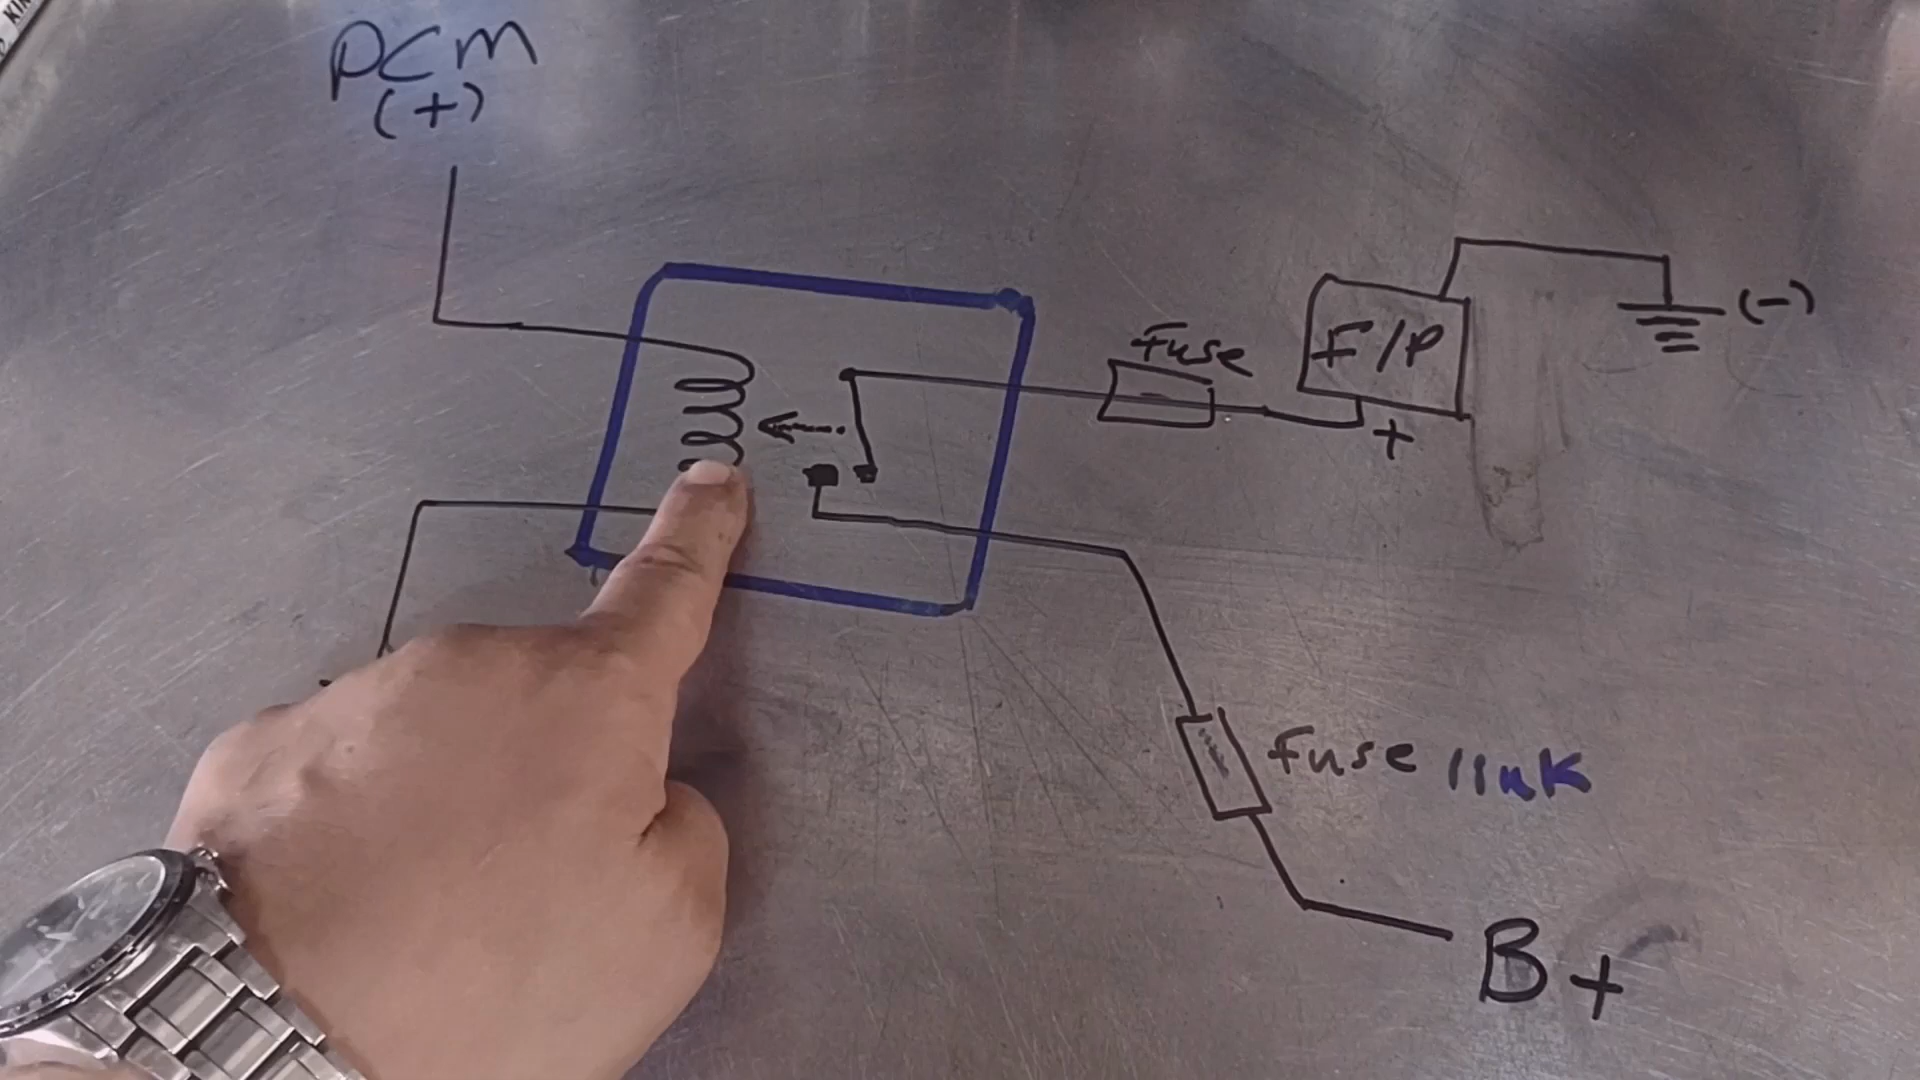 PCM
(+)
Fuse
F/P
(-)
+
Fuse link
B+